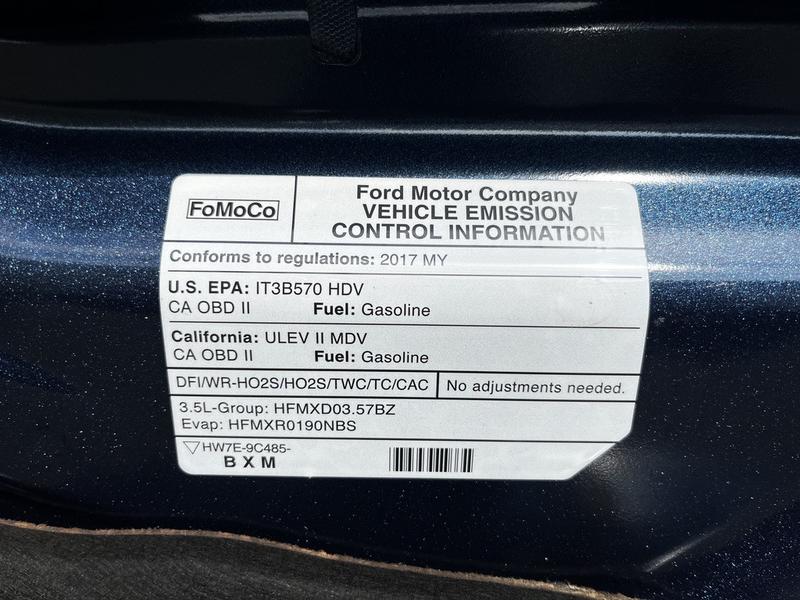 FoMoCo
Ford Motor Company
VEHICLE EMISSION
CONTROL INFORMATION
Conforms to regulations: 2017 MY
U.S. EPA: IT3B570 HDV
CA OBD II Fuel: Gasoline
California: ULEV II MDV
CA OBD II Fuel: Gasoline
DFI/WR-HO2S/HO2S/TWC/TC/CAC No adjustments needed.
3.5L-Group: HFMXD03.57BZ
Evap: HFMXR0190NBS
HW7E-9C485-
B X M